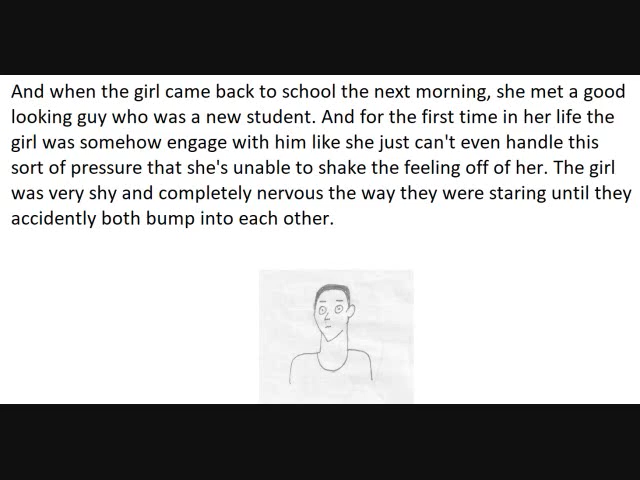 And when the girl came back to school the next morning, she met a good
looking guy who was a new student. And for the first time in her life the
girl was somehow engage with him like she just can't even handle this
sort of pressure that she's unable to shake the feeling off of her. The girl
was very shy and completely nervous the way they were staring until they
accidently both bump into each other.